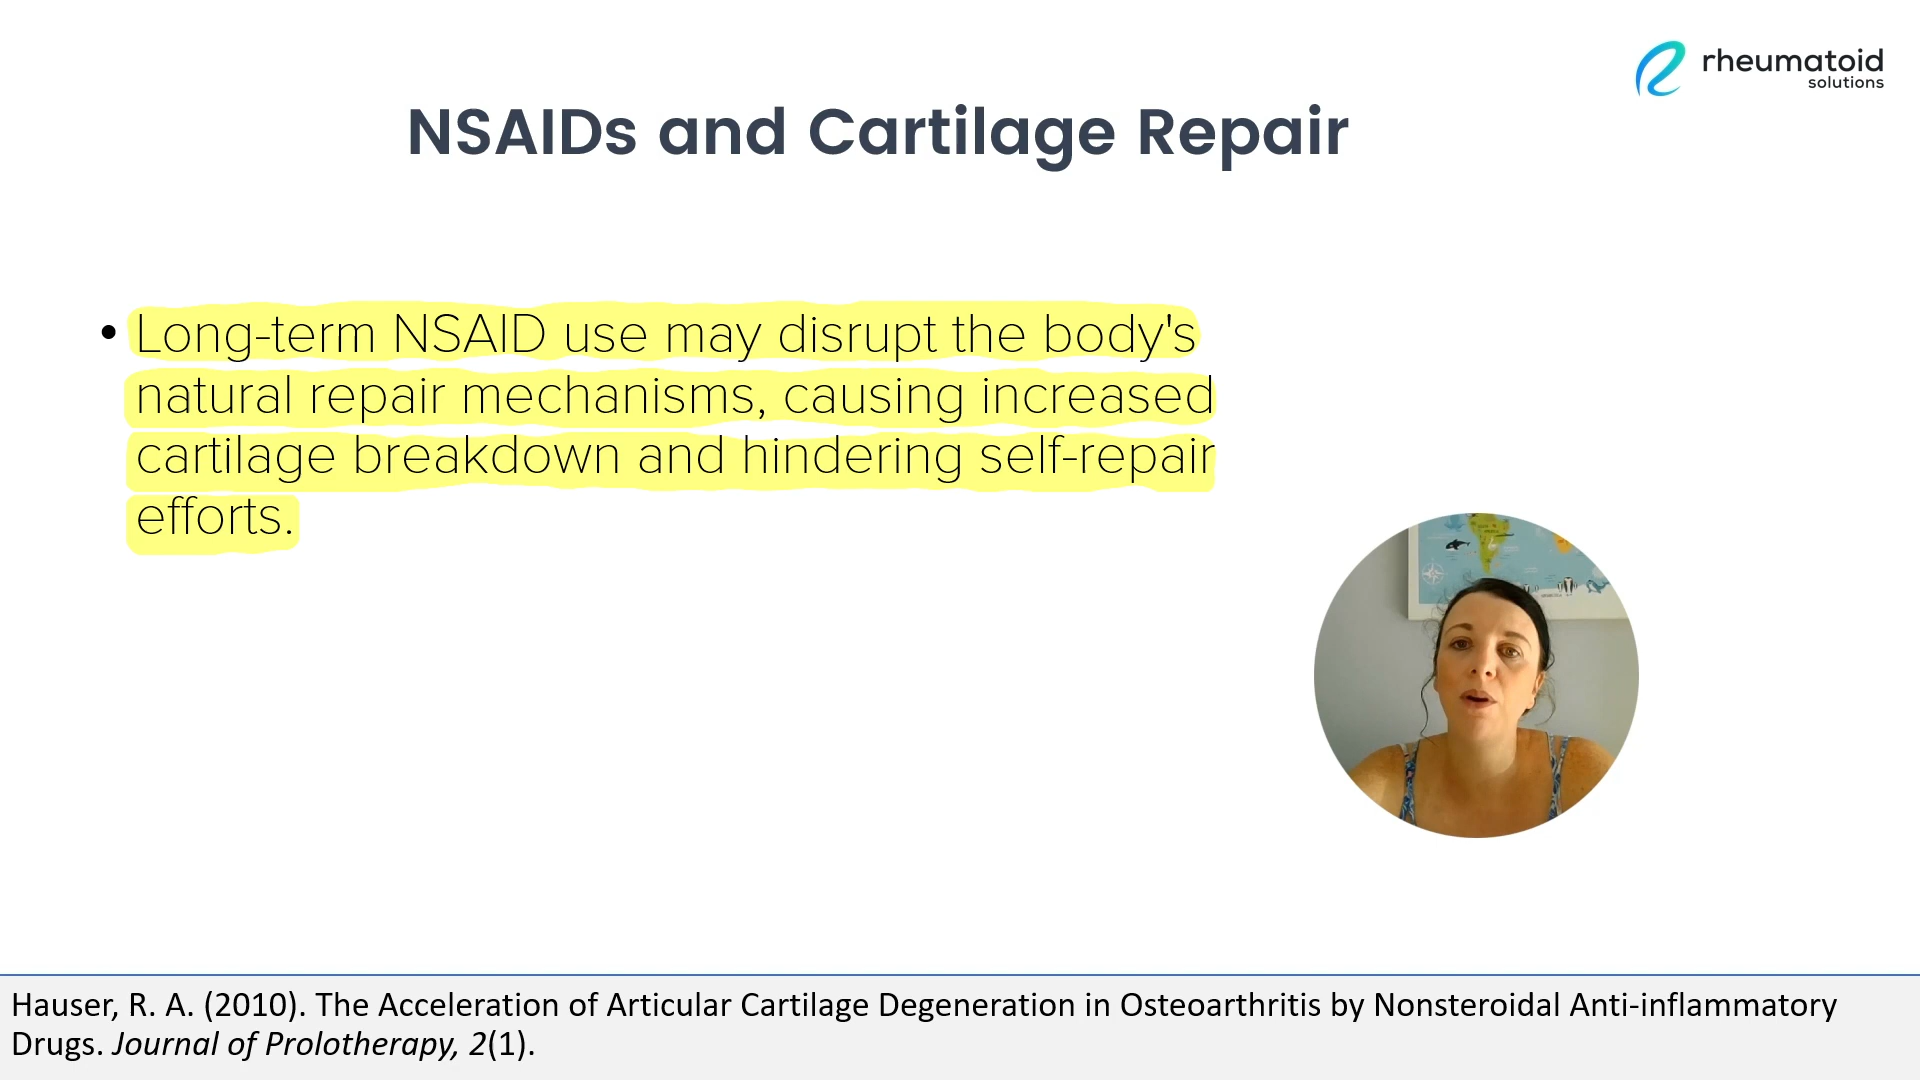 rheumatoid
solutions
NSAIDs and Cartilage Repair
• Long-term NSAID use may disrupt the body's
natural repair mechanisms, causing increased
cartilage breakdown and hindering self-repair
efforts.
Hauser, R. A. (2010). The Acceleration of Articular Cartilage Degeneration in Osteoarthritis by Nonsteroidal Anti-inflammatory
Drugs. Journal of Prolotherapy, 2(1).